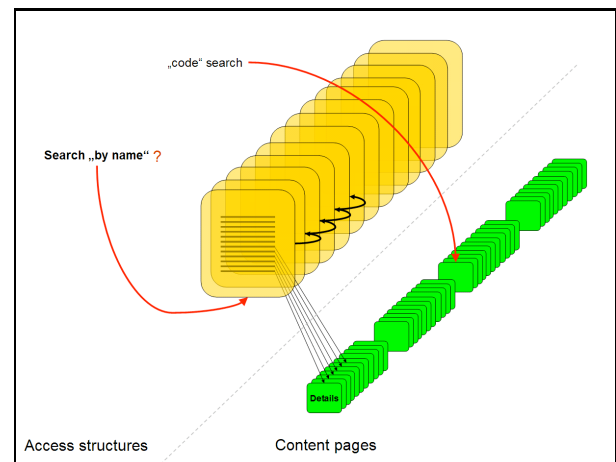 „code“ search
Search „by name“ ?
Details
Access structures
Content pages